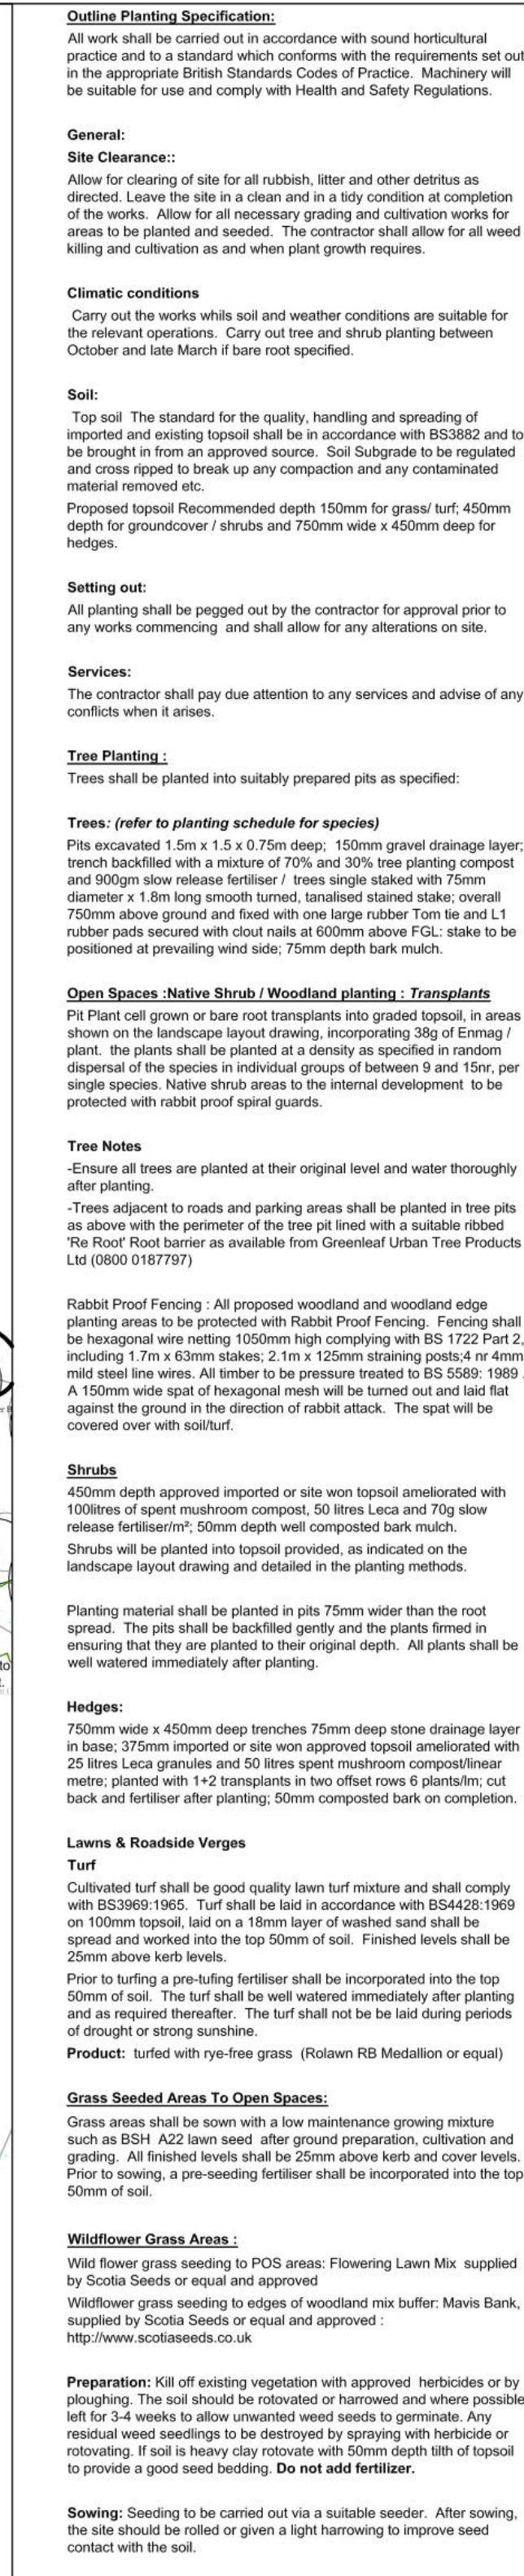 Outline Planting Specification:
All work shall be carried out in accordance with sound horticultural
practice and to a standard which conforms with the requirements set out
in the appropriate British Standards Codes of Practice.  Machinery will
be suitable for use and comply with Health and Safety Regulations.
General:
Site Clearance::
Allow for clearing of site for all rubbish, litter and other detritus as
directed. Leave the site in a clean and in a tidy condition at completion
of the works.  Allow for all necessary grading and cultivation works for
areas to be planted and seeded.  The contractor shall allow for all weed
killing and cultivation as and when plant growth requires.
Climatic conditions
Carry out the works whils soil and weather conditions are suitable for
the relevant operations.  Carry out tree and shrub planting between
October and late March if bare root specified.
Soil:
Top soil  The standard for the quality, handling and spreading of
imported and existing topsoil shall be in accordance with BS3882 and to
be brought in from an approved source.  Soil Subgrade to be regulated
and cross ripped to break up any compaction and any contaminated
material removed etc.
Proposed topsoil Recommended depth 150mm for grass/ turf; 450mm
depth for groundcover / shrubs and 750mm wide x 450mm deep for
hedges.
Setting out:
All planting shall be pegged out by the contractor for approval prior to
any works commencing  and shall allow for any alterations on site.
Services:
The contractor shall pay due attention to any services and advise of any
conflicts when it arises.
Tree Planting :
Trees shall be planted into suitably prepared pits as specified:
Trees: (refer to planting schedule for species)
Pits excavated 1.5m x 1.5 x 0.75m deep;  150mm gravel drainage layer;
trench backfilled with a mixture of 70% and 30% tree planting compost
and 900gm slow release fertiliser /  trees single staked with 75mm
diameter x 1.8m long smooth turned, tanalised stained stake; overall
750mm above ground and fixed with one large rubber Tom tie and L1
rubber pads secured with clout nails at 600mm above FGL: stake to be
positioned at prevailing wind side; 75mm depth bark mulch.
Open Spaces :Native Shrub / Woodland planting : Transplants
Pit Plant cell grown or bare root transplants into graded topsoil, in areas
shown on the landscape layout drawing, incorporating 38g of Enmag /
plant.  the plants shall be planted at a density as specified in random
dispersal of the species in individual groups of between 9 and 15nr, per
single species. Native shrub areas to the internal development  to be
protected with rabbit proof spiral guards.
Tree Notes
-Ensure all trees are planted at their original level and water thoroughly
after planting.
-Trees adjacent to roads and parking areas shall be planted in tree pits
as above with the perimeter of the tree pit lined with a suitable ribbed
'Re Root' Root barrier as available from Greenleaf Urban Tree Products
Ltd (0800 0187797)
Rabbit Proof Fencing : All proposed woodland and woodland edge
planting areas to be protected with Rabbit Proof Fencing.  Fencing shall
be hexagonal wire netting 1050mm high complying with BS 1722 Part 2,
including 1.7m x 63mm stakes; 2.1m x 125mm straining posts;4 nr 4mm
mild steel line wires. All timber to be pressure treated to BS 5589: 1989 .
A 150mm wide spat of hexagonal mesh will be turned out and laid flat
against the ground in the direction of rabbit attack.  The spat will be
covered over with soil/turf.
Shrubs
450mm depth approved imported or site won topsoil ameliorated with
100litres of spent mushroom compost, 50 litres Leca and 70g slow
release fertiliser/m²; 50mm depth well composted bark mulch.
Shrubs will be planted into topsoil provided, as indicated on the
landscape layout drawing and detailed in the planting methods.
Planting material shall be planted in pits 75mm wider than the root
spread.  The pits shall be backfilled gently and the plants firmed in
ensuring that they are planted to their original depth.  All plants shall be
well watered immediately after planting.
to
Hedges:
750mm wide x 450mm deep trenches 75mm deep stone drainage layer
in base; 375mm imported or site won approved topsoil ameliorated with
25 litres Leca granules and 50 litres spent mushroom compost/linear
metre; planted with 1+2 transplants in two offset rows 6 plants/lm; cut
back and fertiliser after planting; 50mm composted bark on completion.
Lawns & Roadside Verges
Turf
Cultivated turf shall be good quality lawn turf mixture and shall comply
with BS3969:1965.  Turf shall be laid in accordance with BS4428:1969
on 100mm topsoil, laid on a 18mm layer of washed sand shall be
spread and worked into the top 50mm of soil.  Finished levels shall be
25mm above kerb levels.
Prior to turfing a pre-tufing fertiliser shall be incorporated into the top
50mm of soil.  The turf shall be well watered immediately after planting
and as required thereafter.  The turf shall not be be laid during periods
of drought or strong sunshine.
Product:  turfed with rye-free grass  (Rolawn RB Medallion or equal)
Grass Seeded Areas To Open Spaces:
Grass areas shall be sown with a low maintenance growing mixture
such as BSH  A22 lawn seed  after ground preparation, cultivation and
grading.  All finished levels shall be 25mm above kerb and cover levels.
Prior to sowing, a pre-seeding fertiliser shall be incorporated into the top
50mm of soil.
Wildflower Grass Areas :
Wild flower grass seeding to POS areas: Flowering Lawn Mix  supplied
by Scotia Seeds or equal and approved
Wildflower grass seeding to edges of woodland mix buffer: Mavis Bank,
supplied by Scotia Seeds or equal and approved :
http://www.scotiaseeds.co.uk
Preparation: Kill off existing vegetation with approved  herbicides or by
ploughing. The soil should be rotovated or harrowed and where possible
left for 3-4 weeks to allow unwanted weed seeds to germinate. Any
residual weed seedlings to be destroyed by spraying with herbicide or
rotovating. If soil is heavy clay rotovate with 50mm depth tilth of topsoil
to provide a good seed bedding. Do not add fertilizer.
Sowing: Seeding to be carried out via a suitable seeder.  After sowing,
the site should be rolled or given a light harrowing to improve seed
contact with the soil.